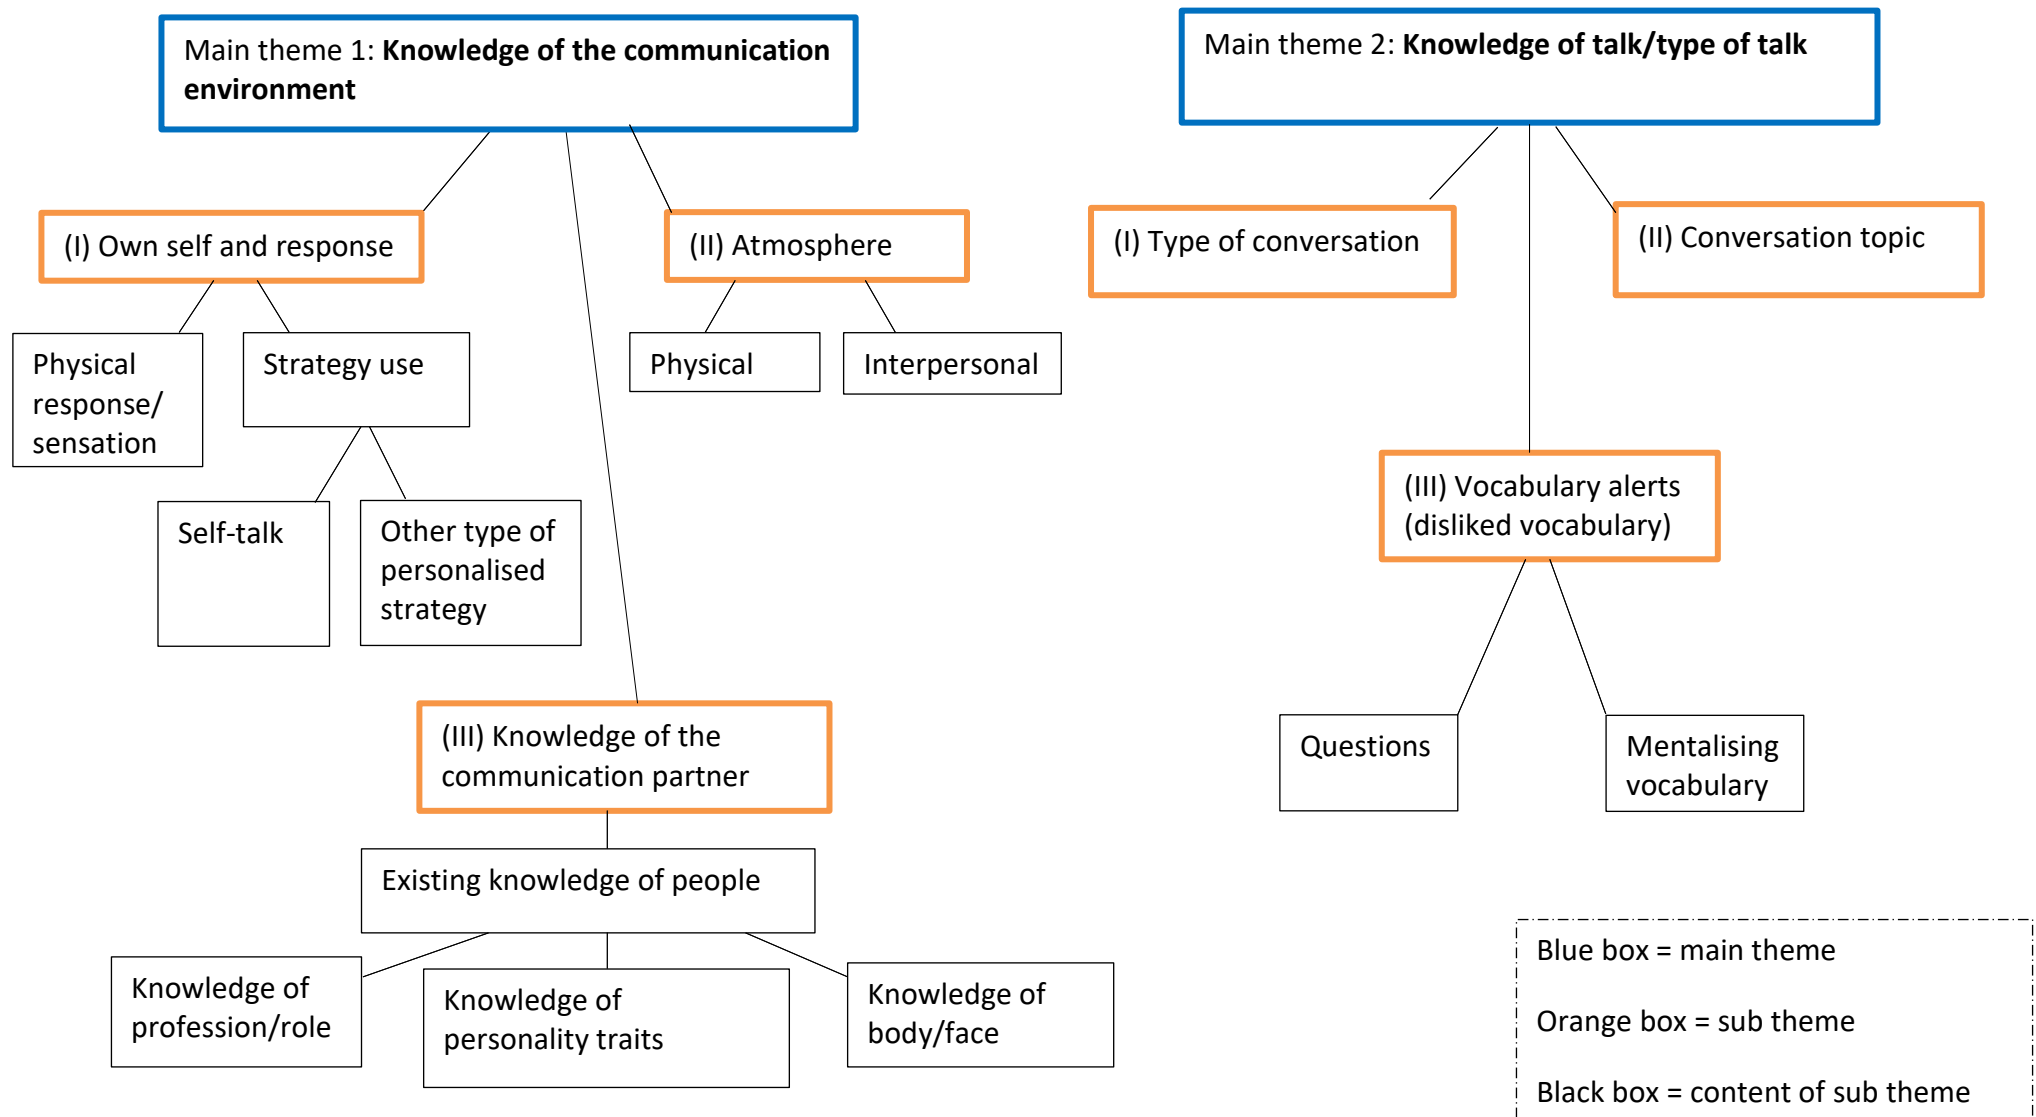 Main theme 1: Knowledge of the communication
environment
Main theme 2: Knowledge of talk/type of talk
(I) Own self and response
(II) Atmosphere
(I) Type of conversation
(II) Conversation topic
Physical
response/
sensation
Strategy use
Physical
Interpersonal
Self-talk
Other type of
personalised
strategy
(III) Vocabulary alerts
(disliked vocabulary)
(III) Knowledge of the
communication partner
Questions
Mentalising
vocabulary
Existing knowledge of people
Knowledge of
profession/role
Knowledge of
personality traits
Knowledge of
body/face
Blue box = main theme
Orange box = sub theme
Black box = content of sub theme